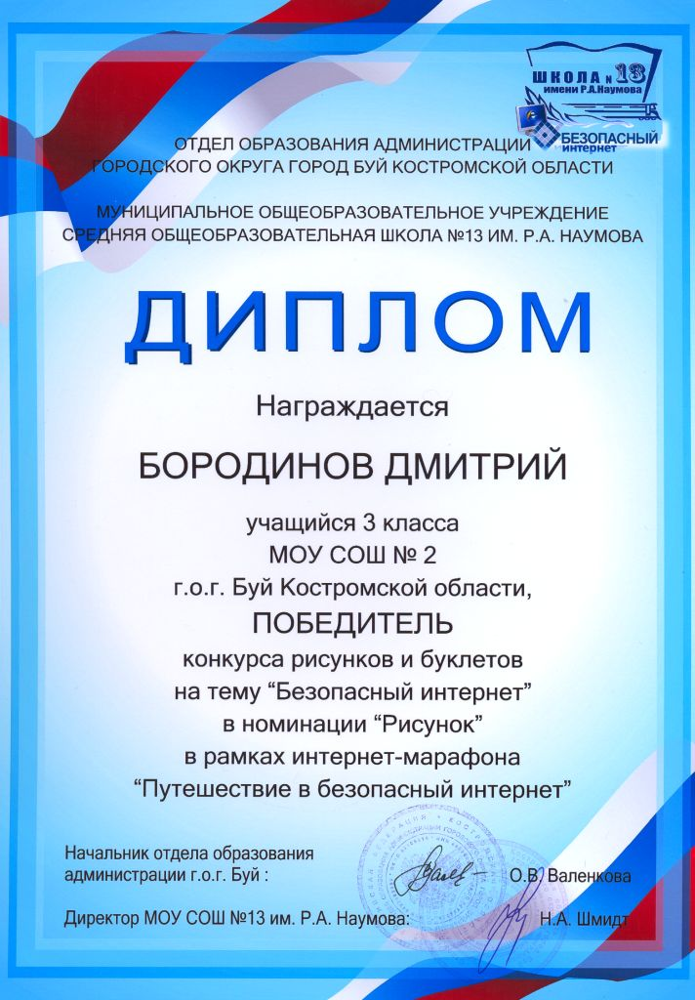 ШКОЛА № 13
имени Р.А.Наумова
БЕЗОПАСНЫЙ
интернет
ОТДЕЛ ОБРАЗОВАНИЯ АДМИНИСТРАЦИИ
ГОРОДСКОГО ОКРУГА ГОРОД БУЙ КОСТРОМСКОЙ ОБЛАСТИ
МУНИЦИПАЛЬНОЕ ОБЩЕОБРАЗОВАТЕЛЬНОЕ УЧРЕЖДЕНИЕ
СРЕДНЯЯ ОБЩЕОБРАЗОВАТЕЛЬНАЯ ШКОЛА №13 ИМ. Р.А. НАУМОВА
ДИПЛОМ
Награждается
БОРОДИНОВ ДМИТРИЙ
учащийся 3 класса
МОУ СОШ № 2
г.о.г. Буй Костромской области,
ПОБЕДИТЕЛЬ
конкурса рисунков и буклетов
на тему “Безопасный интернет”
в номинации “Рисунок”
в рамках интернет-марафона
“Путешествие в безопасный интернет”
Начальник отдела образования
администрации г.о.г. Буй : О.В. Валенкова
Директор МОУ СОШ №13 им. Р.А. Наумова: Н.А. Шмидт